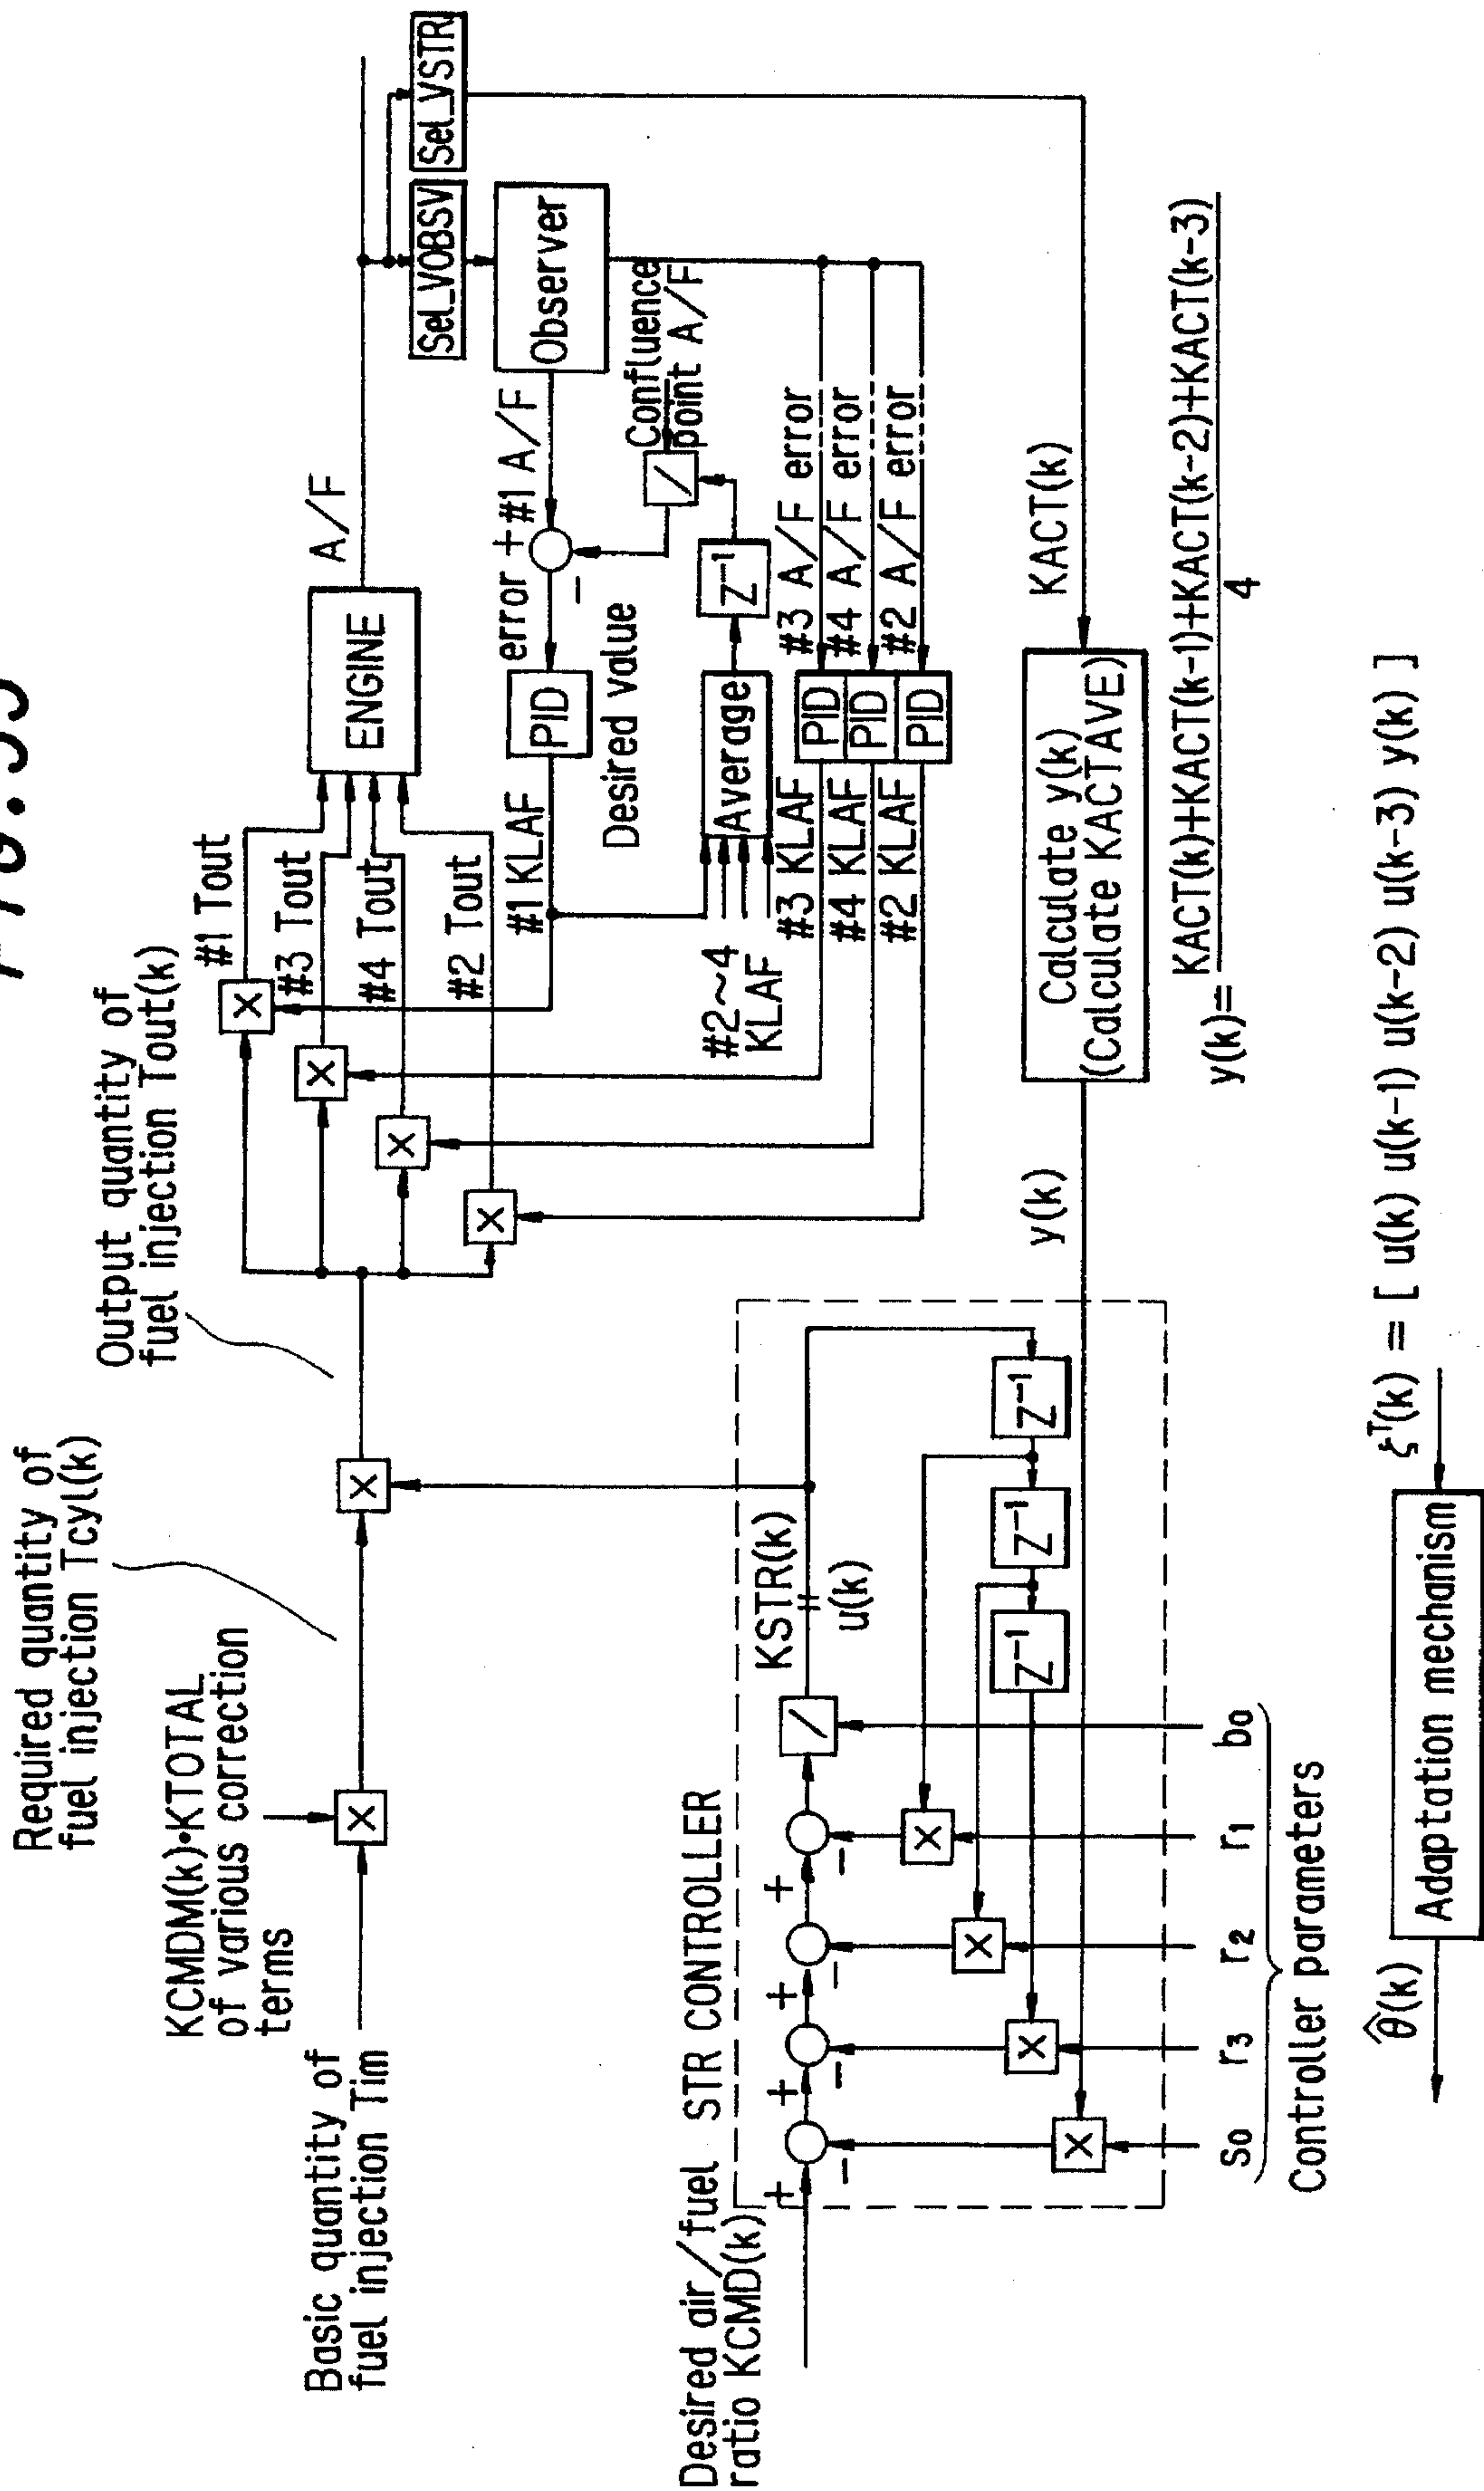 Required quantity of
fuel injection Tcyl(k)
Output quantity of
fuel injection Tout(k)
KCMDM(k)•KTOTAL
of various correction
terms
Basic quantity of
fuel injection Tim
×
×
×
×
×
×
#1 Tout
#3 Tout
#4 Tout
#2 Tout
ENGINE
A/F
Sel_VOBSV
Sel_VSTR
Observer
error
+
#1 A/F
−
PID
#1 KLAF
Desired value
Confluence
point A/F
/
Z⁻¹
Average
#2~4
KLAF
#3 KLAF
PID
#3 A/F error
#4 KLAF
PID
#4 A/F error
#2 KLAF
PID
#2 A/F error
Desired air/fuel
ratio KCMD(k)
STR CONTROLLER
+
−
+
−
+
−
+
−
/
KSTR(k)
u(k)
Z⁻¹
Z⁻¹
Z⁻¹
×
×
×
×
s₀
r₃
r₂
r₁
b₀
Controller parameters
y(k)
Calculate y(k)
(Calculate KACTAVE)
KACT(k)
y(k)= KACT(k)+KACT(k-1)+KACT(k-2)+KACT(k-3)
4
θ̂(k)
Adaptation mechanism
ξᵀ(k) = [ u(k) u(k-1) u(k-2) u(k-3) y(k) ]